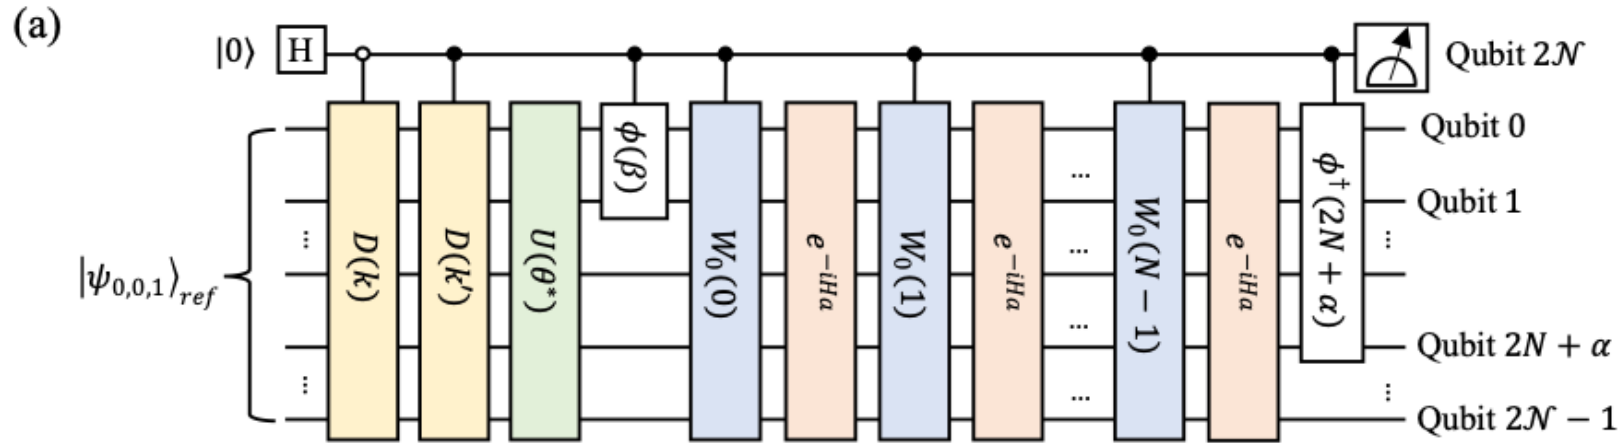 (a)
|0⟩
H
Qubit 2𝒩
|ψ₀,₀,₁⟩ref
D(k)
D(k′)
U(θ*)
ϕ(β)
W₀(0)
e^{-iHa}
W₀(1)
e^{-iHa}
...
...
...
...
W₀(N − 1)
e^{-iHa}
ϕ†(2N + α)
Qubit 0
Qubit 1
...
Qubit 2N + α
...
Qubit 2𝒩 − 1
...
...